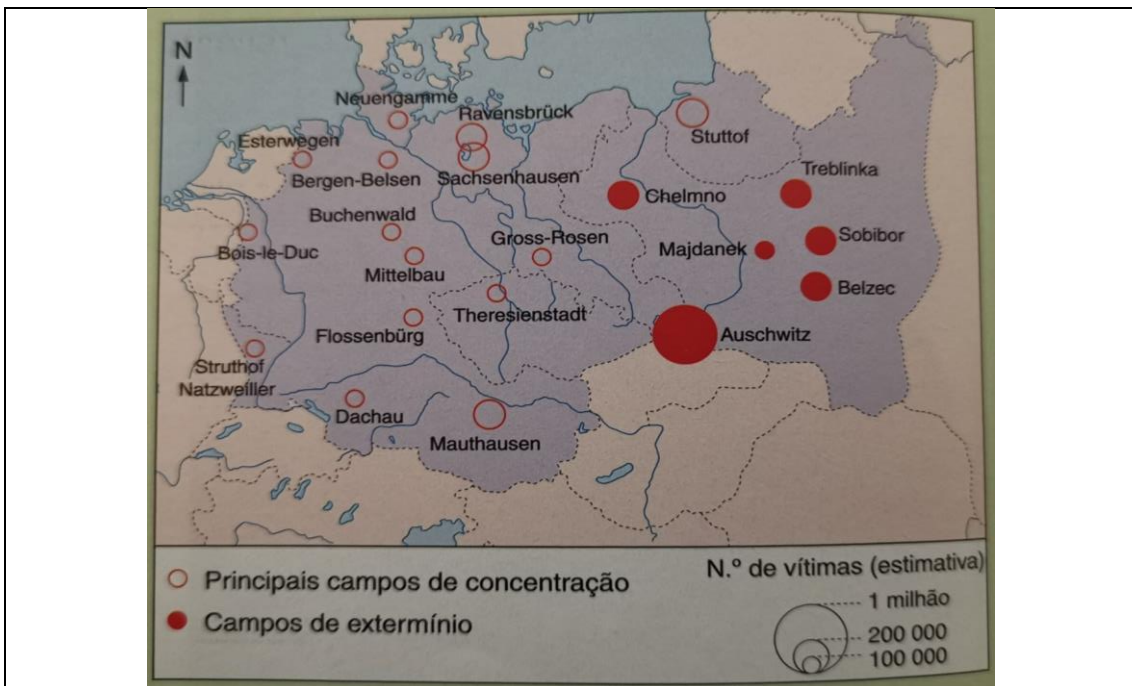 N
Neuengamme
Ravensbrück
Esterwegen
Stuttof
Bergen-Belsen
Sachsenhausen
Treblinka
Chelmno
Buchenwald
Gross-Rosen
Sobibor
Bois-le-Duc
Majdanek
Mittelbau
Belzec
Theresienstadt
Flossenbürg
Auschwitz
Struthof
Natzweiller
Dachau
Mauthausen
Principais campos de concentração
Campos de extermínio
N.º de vítimas (estimativa)
1 milhão
200 000
100 000